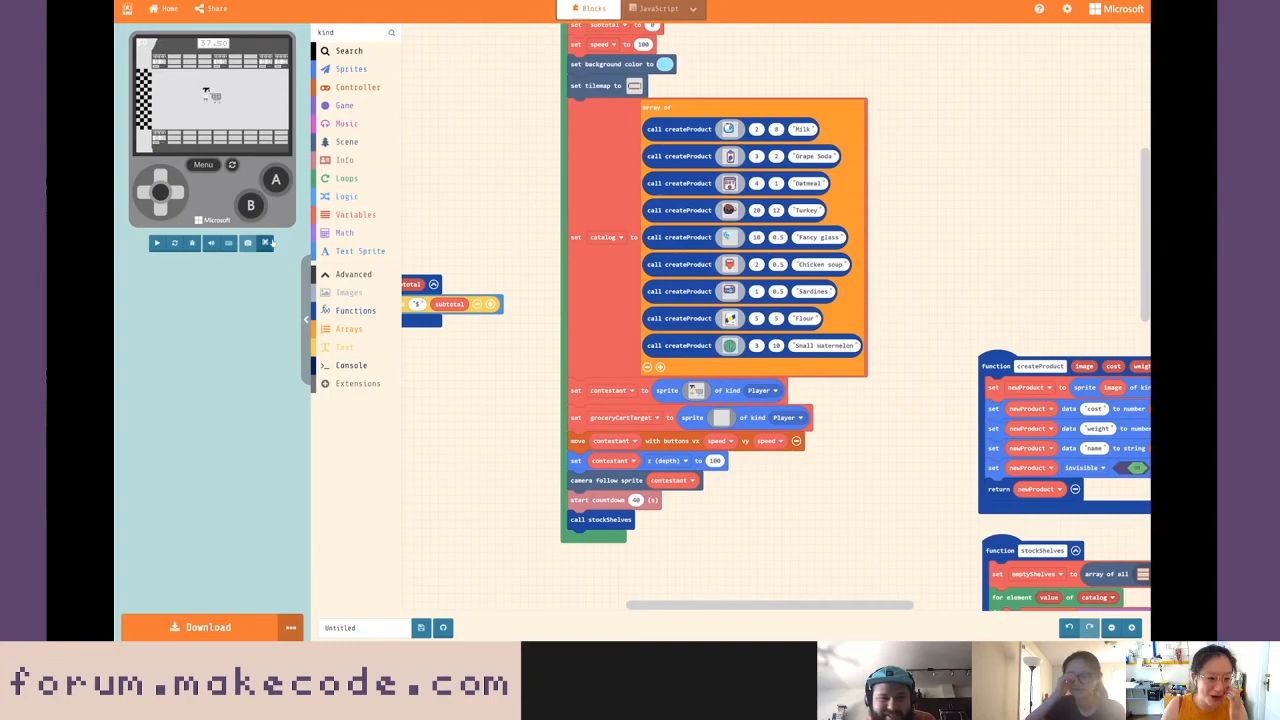 Home
Share
Blocks
JavaScript
Microsoft
37.50
Menu
A
B
Microsoft
kind
Search
Sprites
Controller
Game
Music
Scene
Info
Loops
Logic
Variables
Math
Text Sprite
Advanced
Images
Functions
Arrays
Text
Console
Extensions
set subtotal to 0
set speed to 100
set background color to
set tilemap to
set catalog to
array of
call createProduct 2 8 "Milk"
call createProduct 3 2 "Grape Soda"
call createProduct 4 1 "Oatmeal"
call createProduct 20 12 "Turkey"
call createProduct 10 0.5 "Fancy glass"
call createProduct 2 0.5 "Chicken soup"
call createProduct 1 0.5 "Sardines"
call createProduct 5 5 "Flour"
call createProduct 3 10 "Small Watermelon"
set contestant to sprite of kind Player
set grocaryCartTarget to sprite of kind Player
move contestant with buttons vx speed vy speed
set contestant z (depth) to 100
camera follow sprite contestant
start countdown 40 (s)
call stockShelves
"$" subtotal
function createProduct image cost
set newProduct to sprite image of
set newProduct data "cost" to number
set newProduct data "weight" to
set newProduct data "name" to string
set newProduct invisible
return newProduct
function stockShelves
set emptyShelves to array of all
for element value of catalog
Download
Untitled
forum.makecode.com